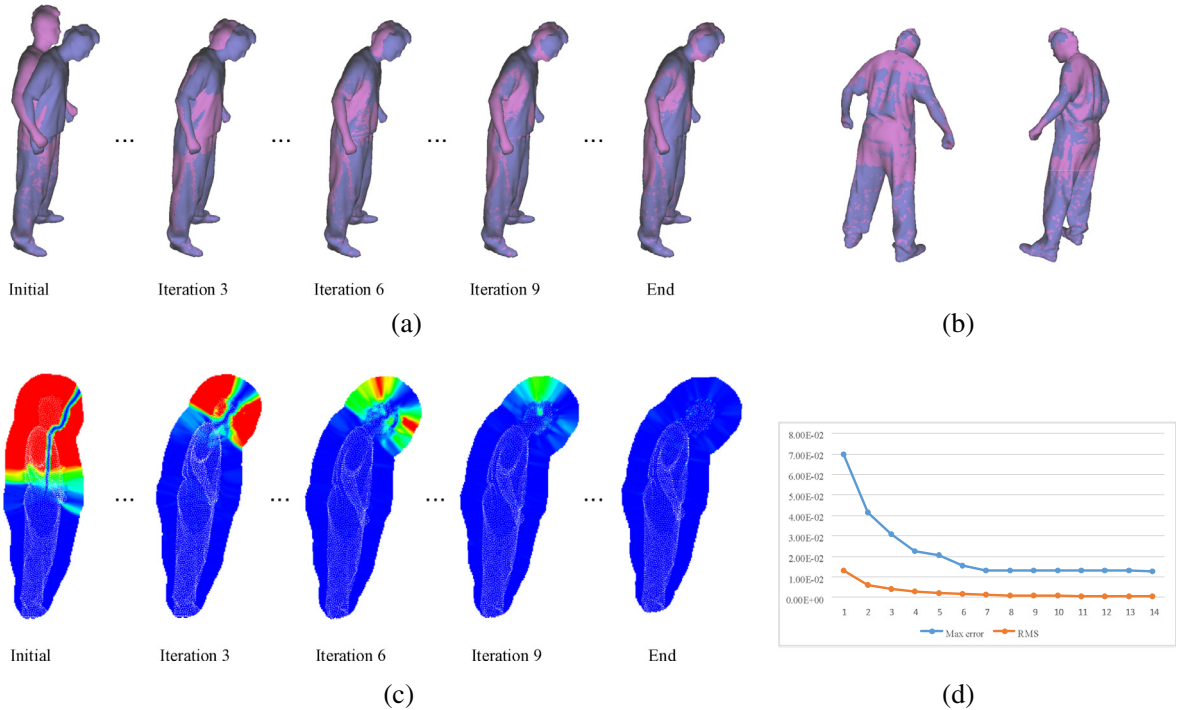 ... ... ... ...
Initial Iteration 3 Iteration 6 Iteration 9 End
(a) (b)
... ... ... ...
Initial Iteration 3 Iteration 6 Iteration 9 End
(c)
8.00E-02
7.00E-02
6.00E-02
5.00E-02
4.00E-02
3.00E-02
2.00E-02
1.00E-02
0.00E+00
1 2 3 4 5 6 7 8 9 10 11 12 13 14
Max error RMS
(d)